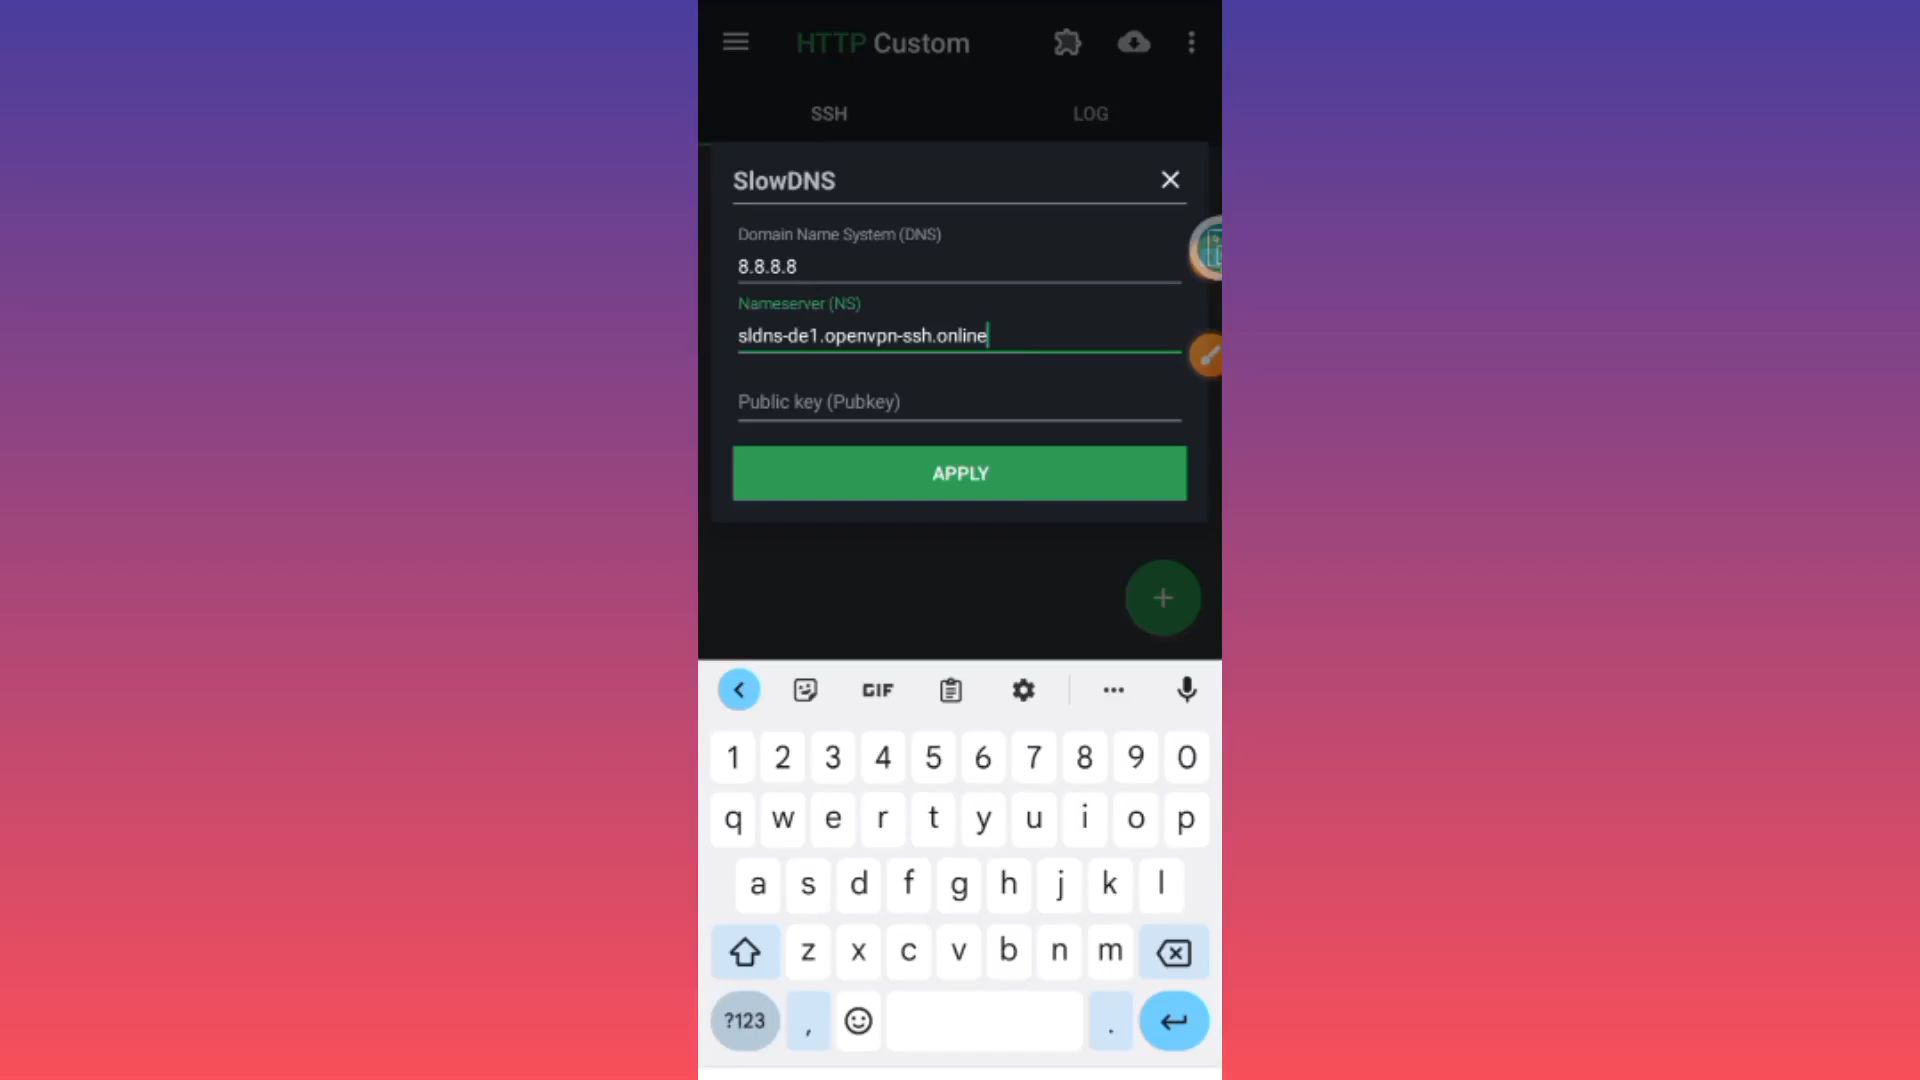 HTTP Custom
SSH LOG
SlowDNS
Domain Name System (DNS)
8.8.8.8
Nameserver (NS)
sldns-de1.openvpn-ssh.online
Public key (Pubkey)
APPLY
GIF
1 2 3 4 5 6 7 8 9 0
q w e r t y u i o p
a s d f g h j k l
z x c v b n m
?123 , .